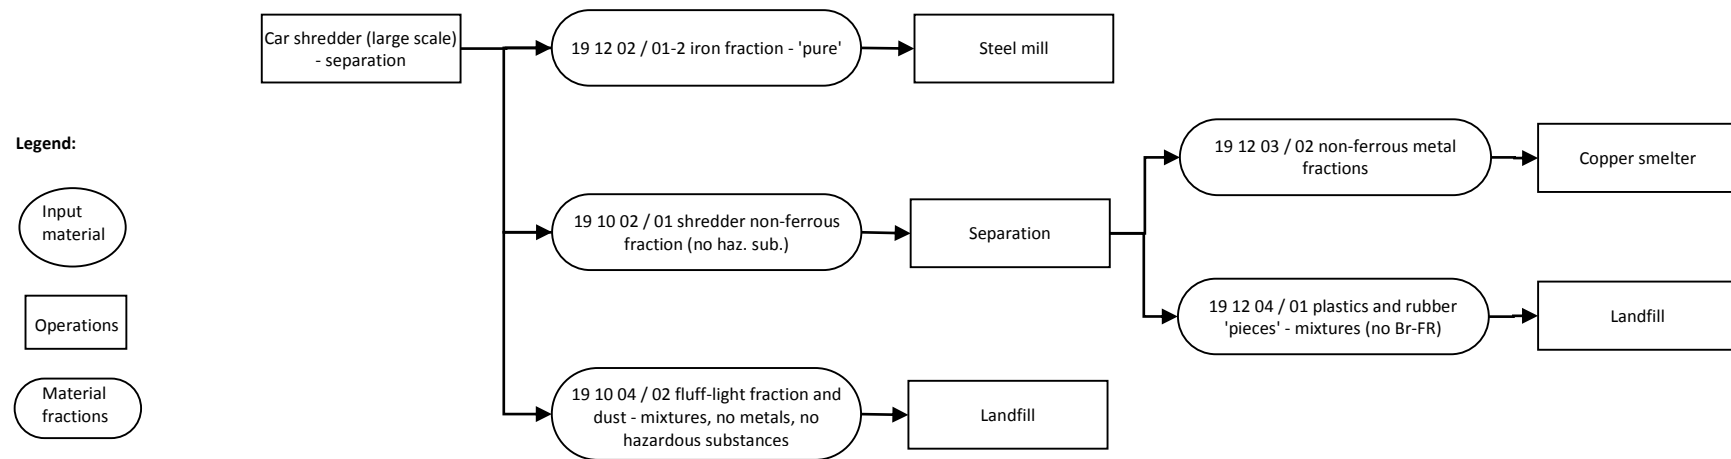 Car shredder (large scale)
- separation
19 12 02 / 01-2 iron fraction - 'pure'
Steel mill
Legend:
Input
material
Operations
Material
fractions
19 10 02 / 01 shredder non-ferrous
fraction (no haz. sub.)
Separation
19 12 03 / 02 non-ferrous metal
fractions
Copper smelter
19 12 04 / 01 plastics and rubber
'pieces' - mixtures (no Br-FR)
Landfill
19 10 04 / 02 fluff-light fraction and
dust - mixtures, no metals, no
hazardous substances
Landfill